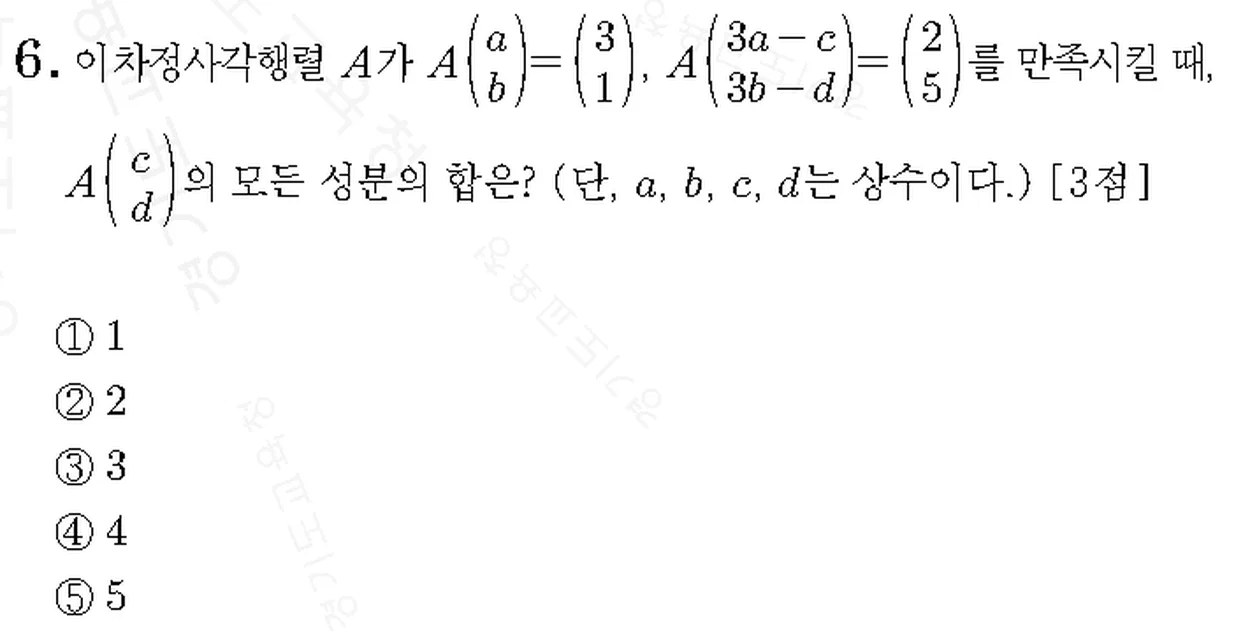 6. 이차정사각행렬 A가 A(a b)=(3 1), A(3a-c 3b-d)=(2 5)를 만족시킬 때,
A(c d)의 모든 성분의 합은? (단, a, b, c, d는 상수이다.) [3점]
① 1
② 2
③ 3
④ 4
⑤ 5